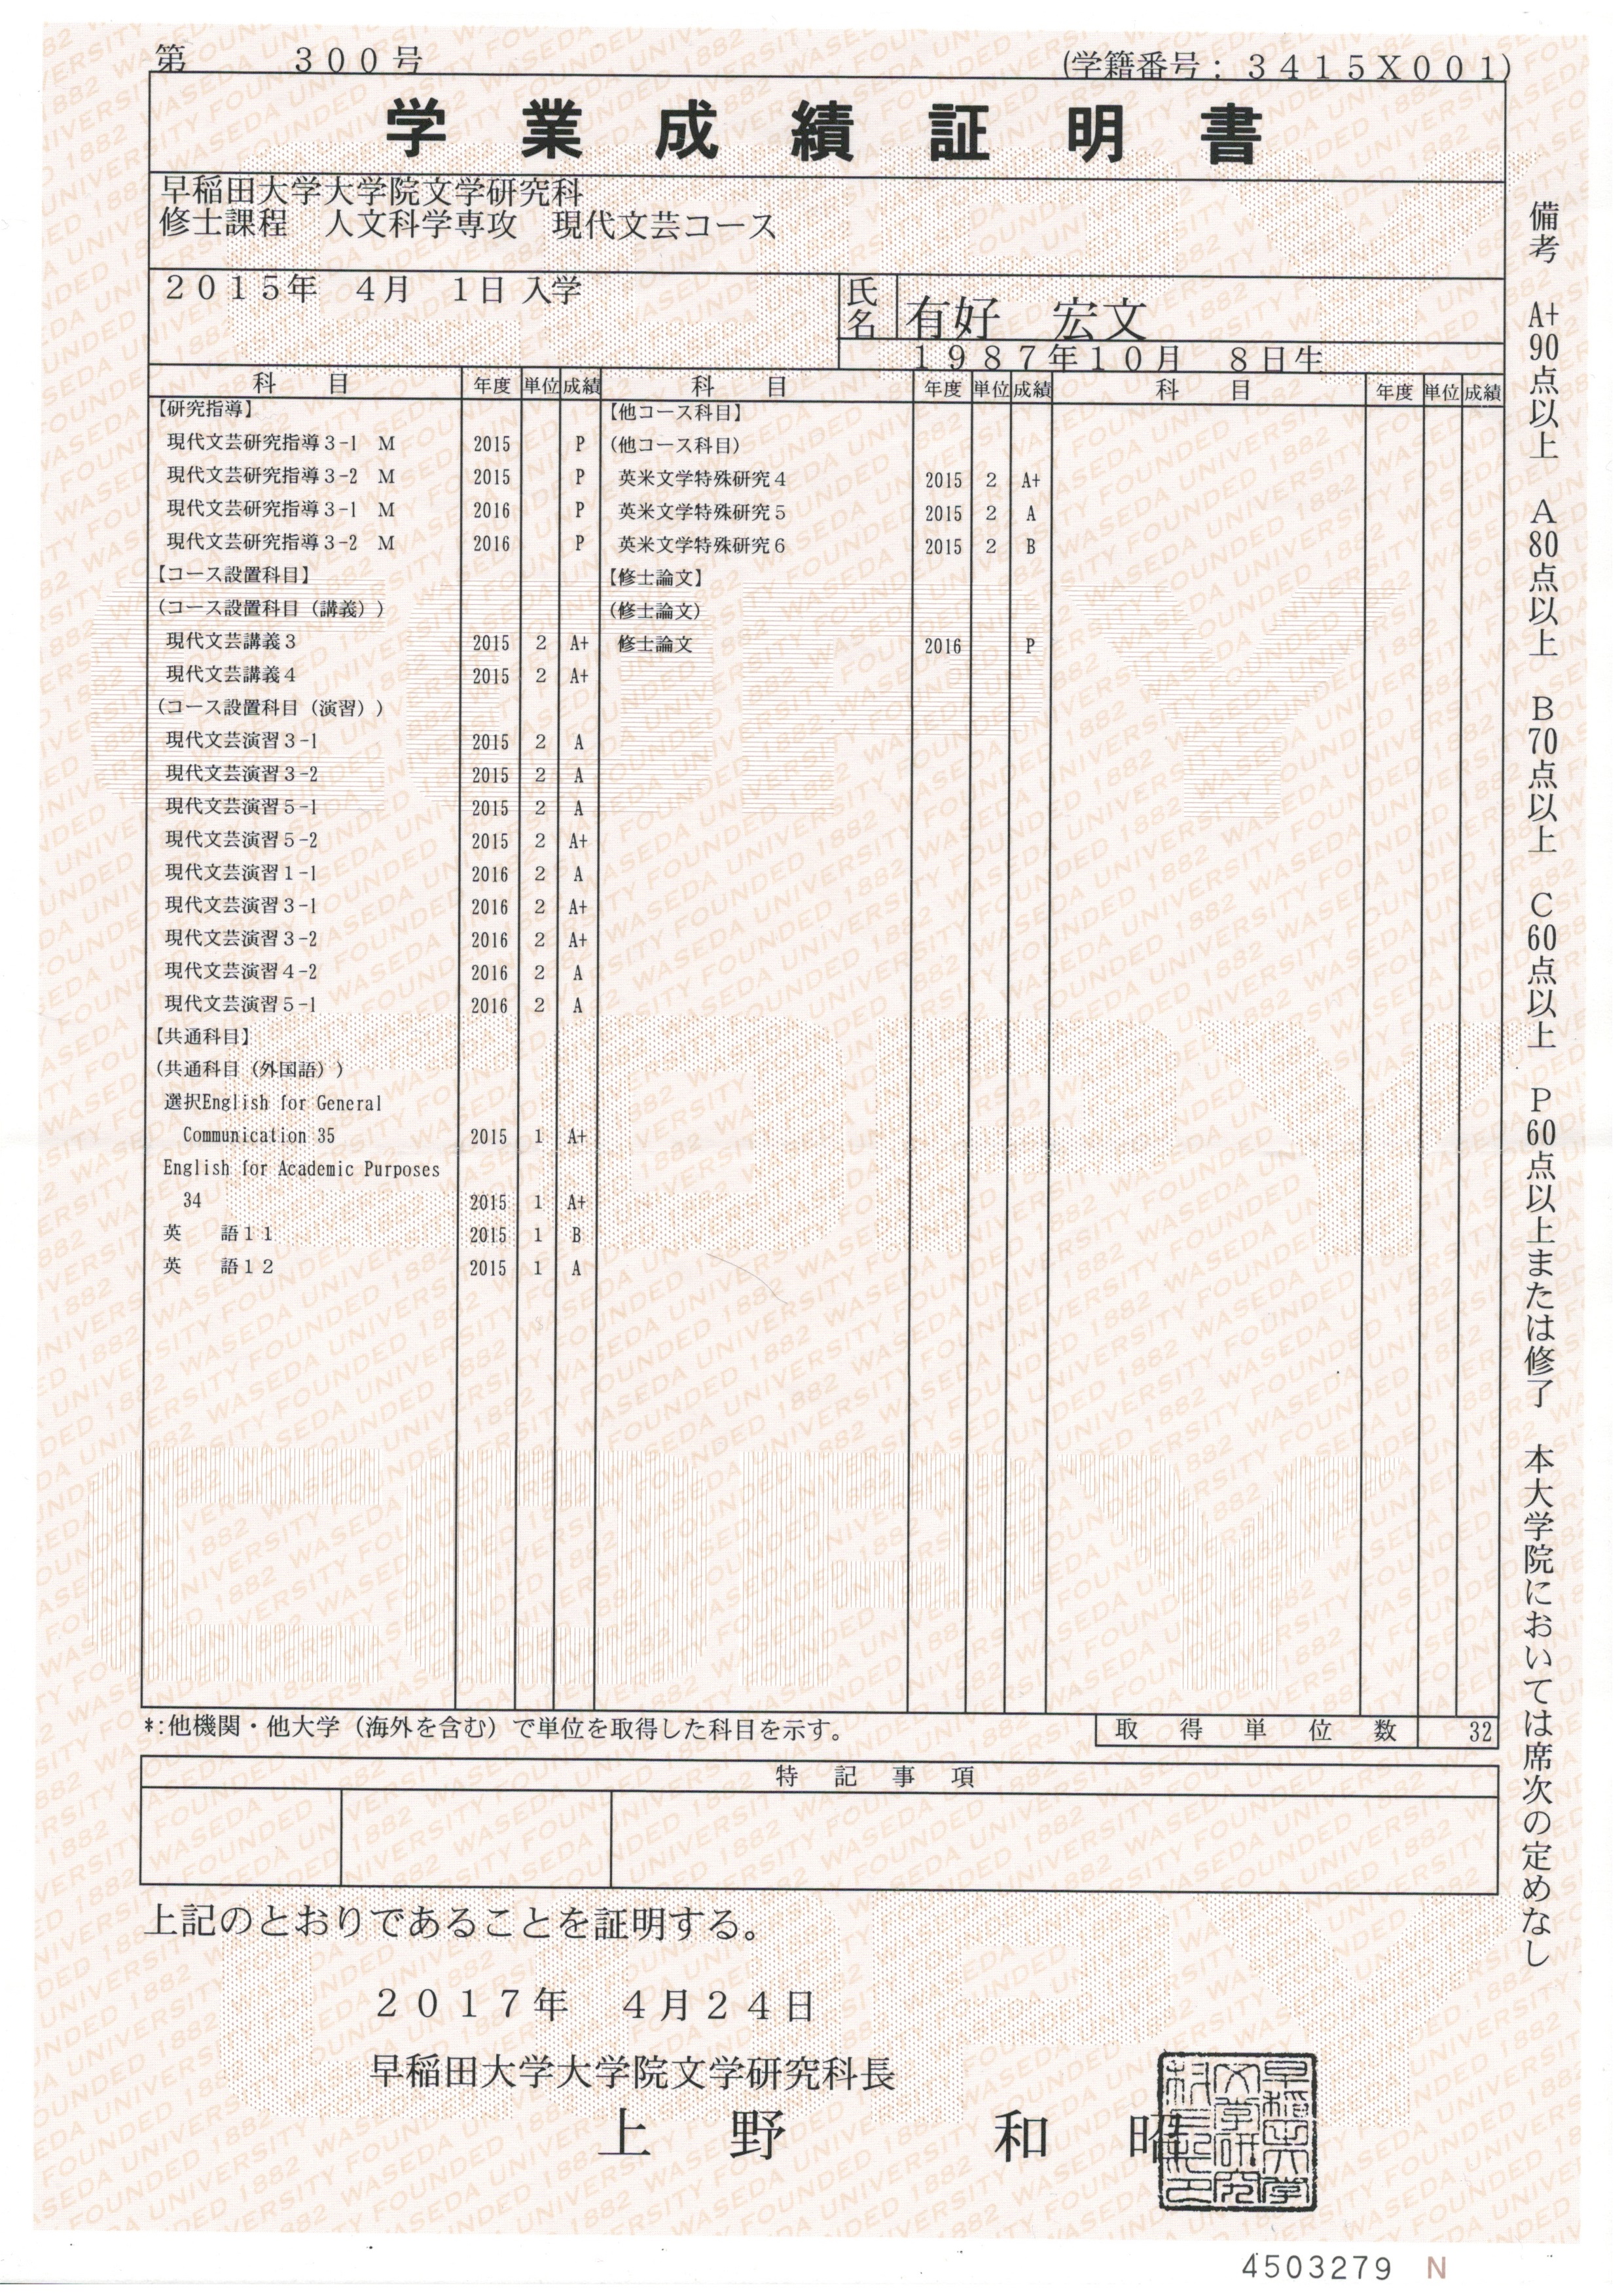 第 300号
(学籍番号：3415X001)
学業成績証明書
早稲田大学大学院文学研究科
修士課程 人文科学専攻 現代文芸コース
2015年 4月 1日 入学
氏名 有好 宏文
1987年10月 8日生
科目 年度 単位 成績 科目 年度 単位 成績 科目 年度 単位 成績
【研究指導】
現代文芸研究指導3-1 M 2015 P
現代文芸研究指導3-2 M 2015 P
現代文芸研究指導3-1 M 2016 P
現代文芸研究指導3-2 M 2016 P
【コース設置科目】
(コース設置科目(講義))
現代文芸講義3 2015 2 A+
現代文芸講義4 2015 2 A+
(コース設置科目(演習))
現代文芸演習3-1 2015 2 A
現代文芸演習3-2 2015 2 A
現代文芸演習5-1 2015 2 A
現代文芸演習5-2 2015 2 A+
現代文芸演習1-1 2016 2 A
現代文芸演習3-1 2016 2 A+
現代文芸演習3-2 2016 2 A+
現代文芸演習4-2 2016 2 A
現代文芸演習5-1 2016 2 A
【共通科目】
(共通科目(外国語))
選択English for General
Communication 35 2015 1 A+
English for Academic Purposes
34 2015 1 A+
英 語11 2015 1 B
英 語12 2015 1 A
【他コース科目】
(他コース科目)
英米文学特殊研究4 2015 2 A+
英米文学特殊研究5 2015 2 A
英米文学特殊研究6 2015 2 B
【修士論文】
(修士論文)
修士論文 2016 P
*:他機関・他大学(海外を含む)で単位を取得した科目を示す。
取得単位数 32
特記事項
上記のとおりであることを証明する。
2017年 4月24日
早稲田大学大学院文学研究科長
上野 和昭
早稲田大学文学研究科長之印
備考 A+90点以上 A80点以上 B70点以上 C60点以上 P60点以上または修了 本大学院においては席次の定めなし
4503279 N
WASEDA UNIVERSITY FOUNDED 1882
COPY